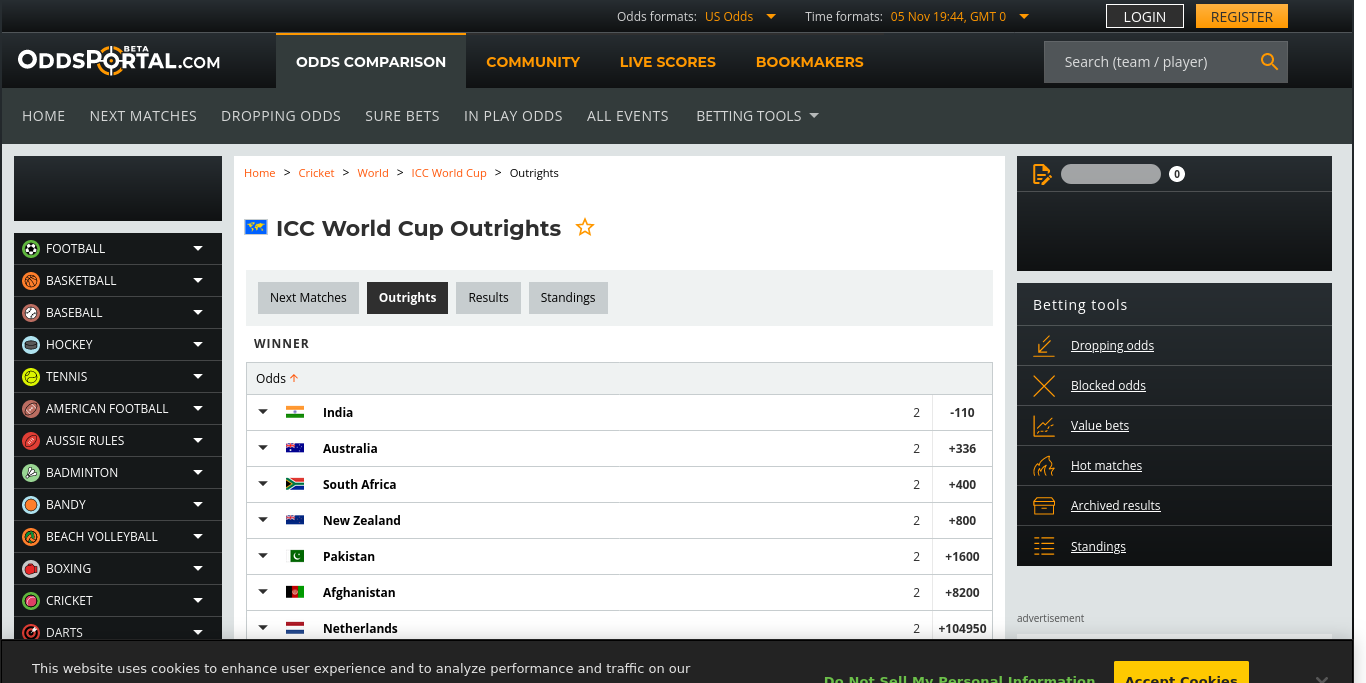 Odds formats: US Odds Time formats: 05 Nov 19:44, GMT 0 LOGIN REGISTER
ODDSPORTAL.COM BETA
ODDS COMPARISON COMMUNITY LIVE SCORES BOOKMAKERS
Search (team / player)
HOME NEXT MATCHES DROPPING ODDS SURE BETS IN PLAY ODDS ALL EVENTS BETTING TOOLS
FOOTBALL
BASKETBALL
BASEBALL
HOCKEY
TENNIS
AMERICAN FOOTBALL
AUSSIE RULES
BADMINTON
BANDY
BEACH VOLLEYBALL
BOXING
CRICKET
DARTS
Home > Cricket > World > ICC World Cup > Outrights
ICC World Cup Outrights
Next Matches Outrights Results Standings
WINNER
Odds
India 2 -110
Australia 2 +336
South Africa 2 +400
New Zealand 2 +800
Pakistan 2 +1600
Afghanistan 2 +8200
Netherlands 2 +104950
0
Betting tools
Dropping odds
Blocked odds
Value bets
Hot matches
Archived results
Standings
advertisement
This website uses cookies to enhance user experience and to analyze performance and traffic on our
Do Not Sell My Personal Information
Accept Cookies